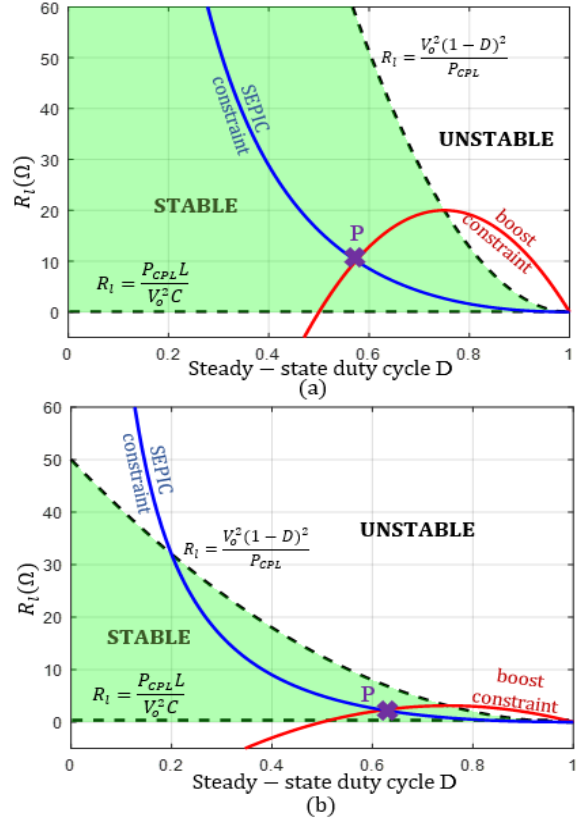 60
50
40
30
20
10
0
R_l(Ω)
SEPIC
constraint
R_l = V_o^2(1 − D)^2 / P_CPL
UNSTABLE
STABLE
P
boost
constraint
R_l = P_CPL L / V_o^2 C
0 0.2 0.4 0.6 0.8 1
Steady − state duty cycle D
(a)
60
50
40
30
20
10
0
R_l(Ω)
SEPIC
constraint
UNSTABLE
R_l = V_o^2(1 − D)^2 / P_CPL
STABLE
R_l = P_CPL L / V_o^2 C
P
boost
constraint
0 0.2 0.4 0.6 0.8 1
Steady − state duty cycle D
(b)